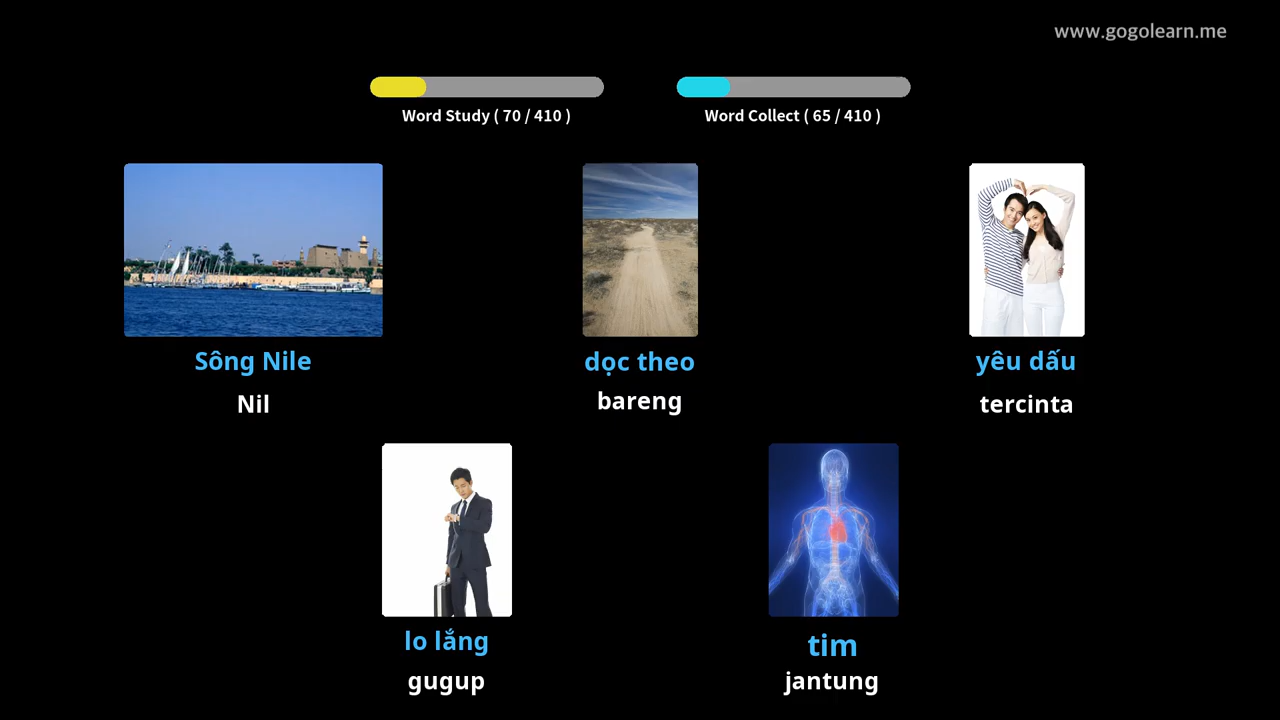 www.gogolearn.me
Word Study ( 70 / 410 )
Word Collect ( 65 / 410 )
Sông Nile
Nil
dọc theo
bareng
yêu dấu
tercinta
lo lắng
gugup
tim
jantung